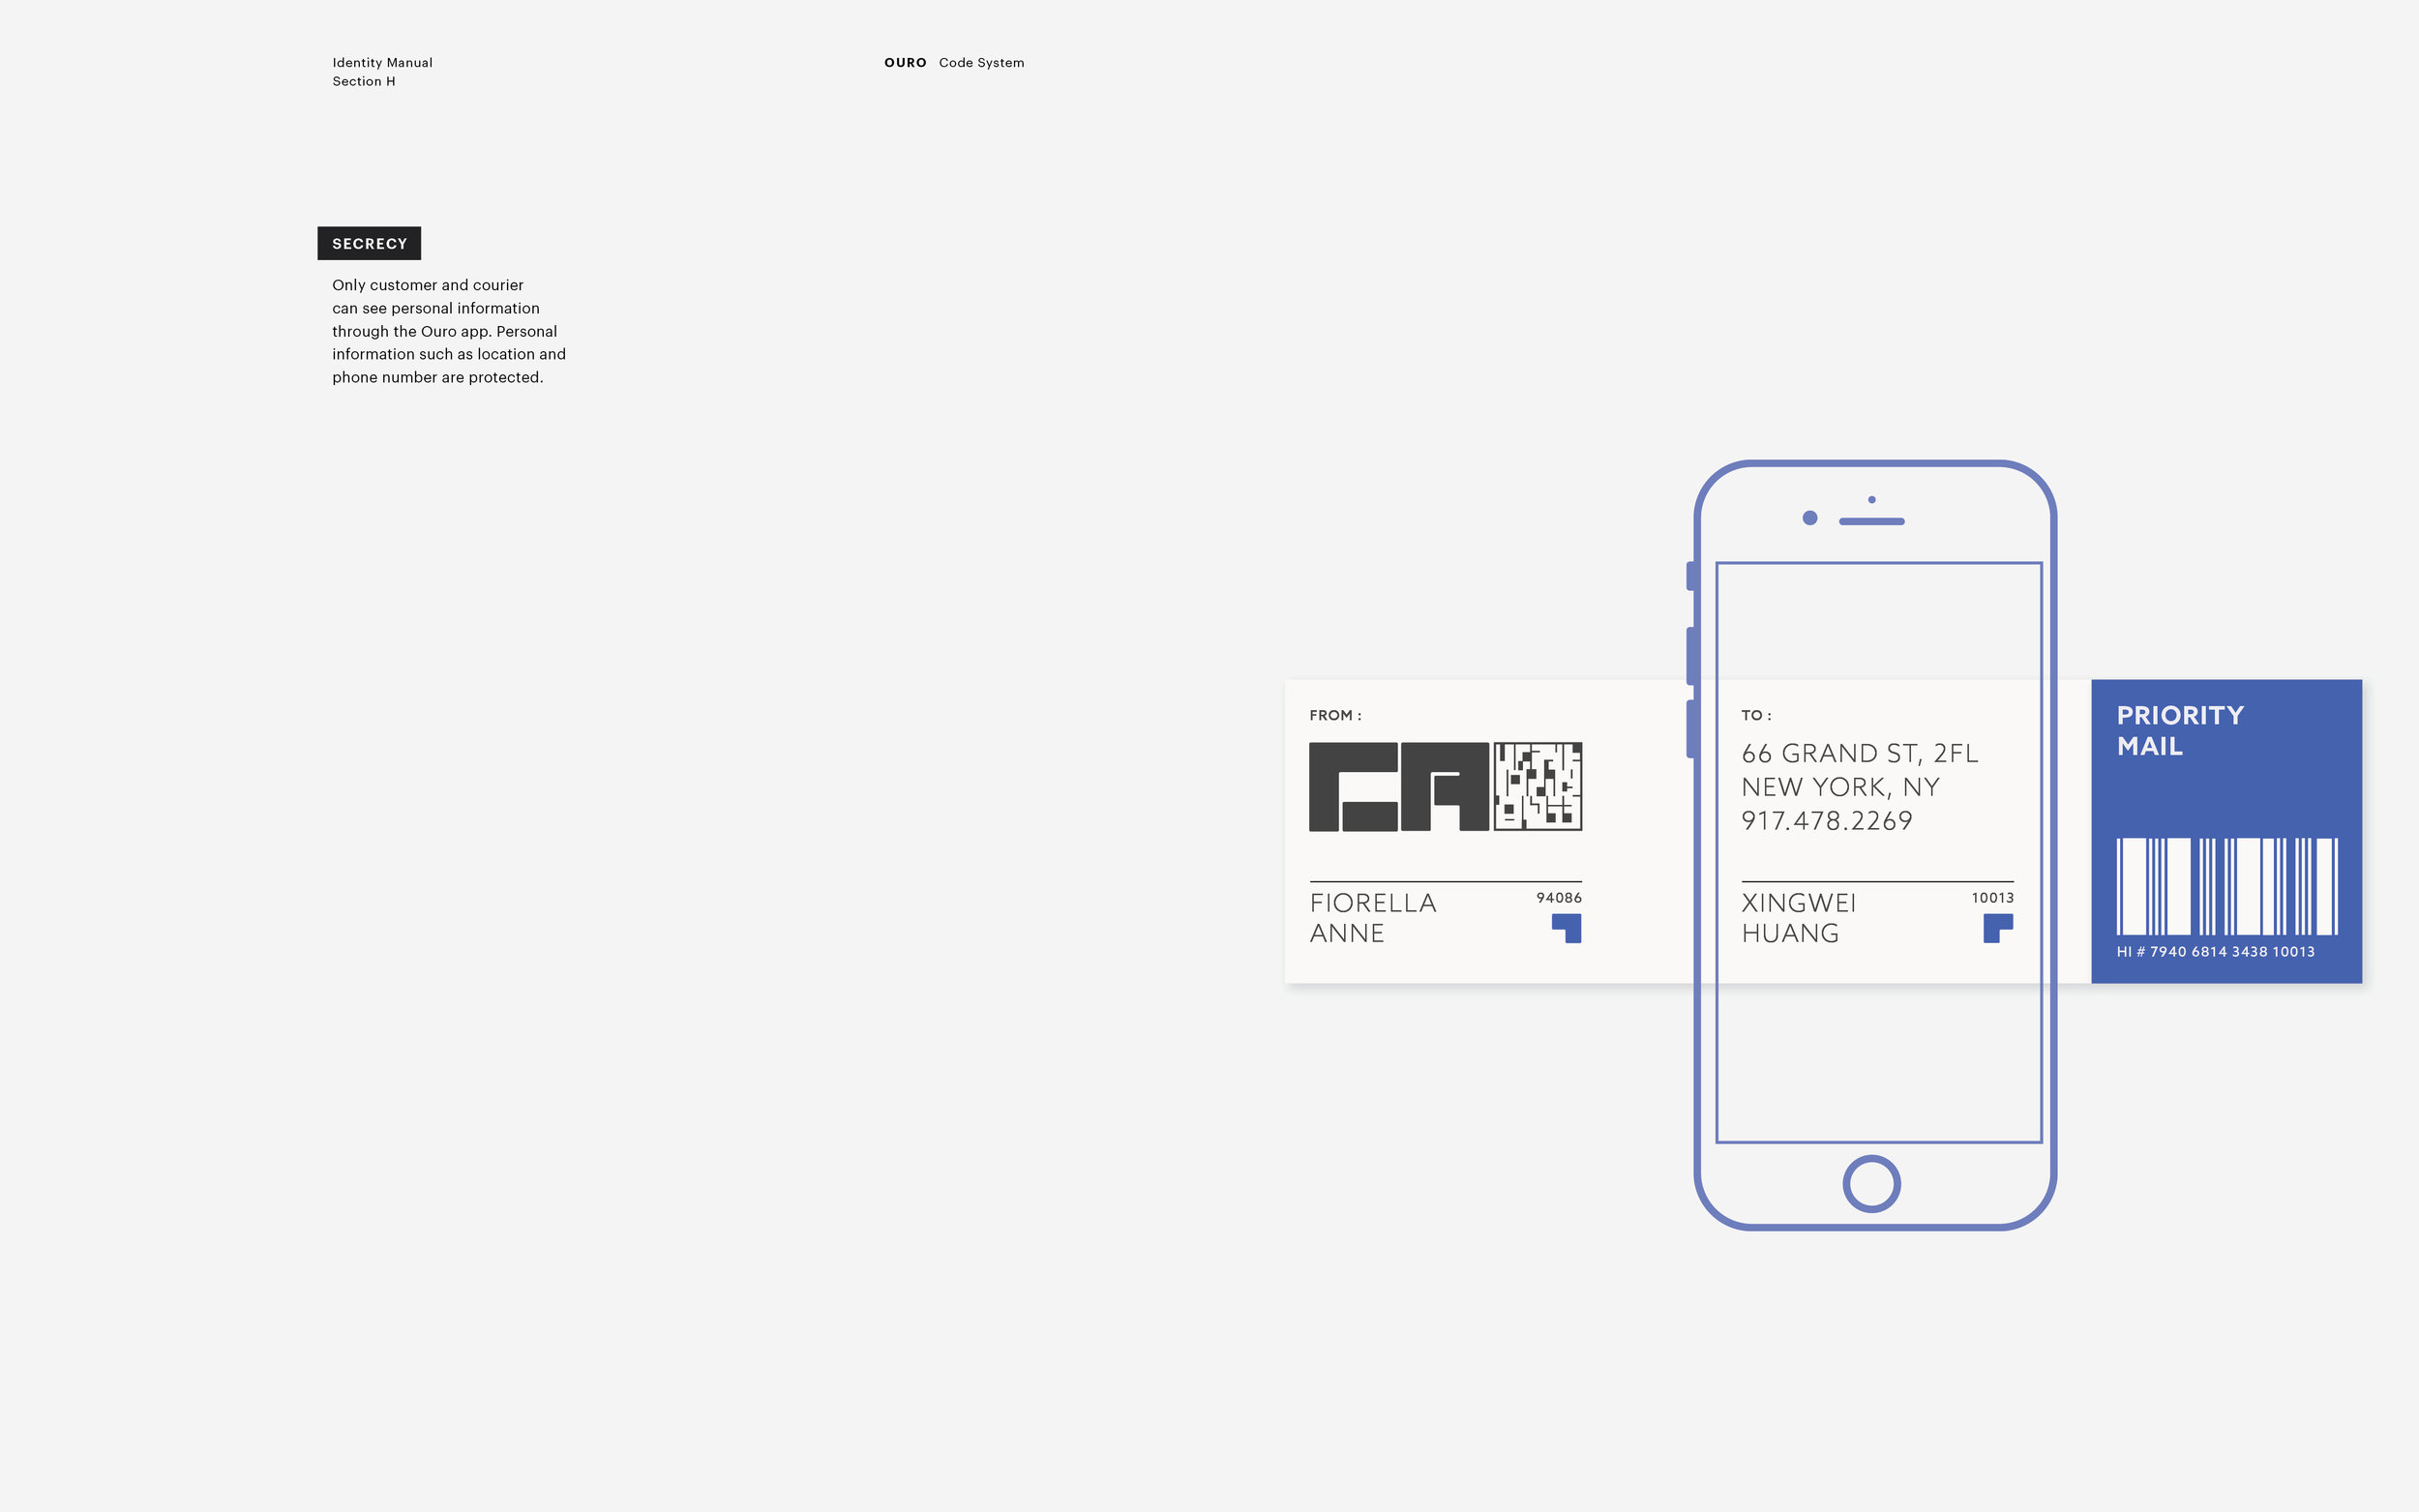 Identity Manual
Section H
OURO Code System
SECRECY
Only customer and courier
can see personal information
through the Ouro app. Personal
information such as location and
phone number are protected.
FROM :
CA
FIORELLA
ANNE
94086
TO :
66 GRAND ST, 2FL
NEW YORK, NY
917.478.2269
XINGWEI
HUANG
10013
PRIORITY
MAIL
HI # 7940 6814 3438 10013